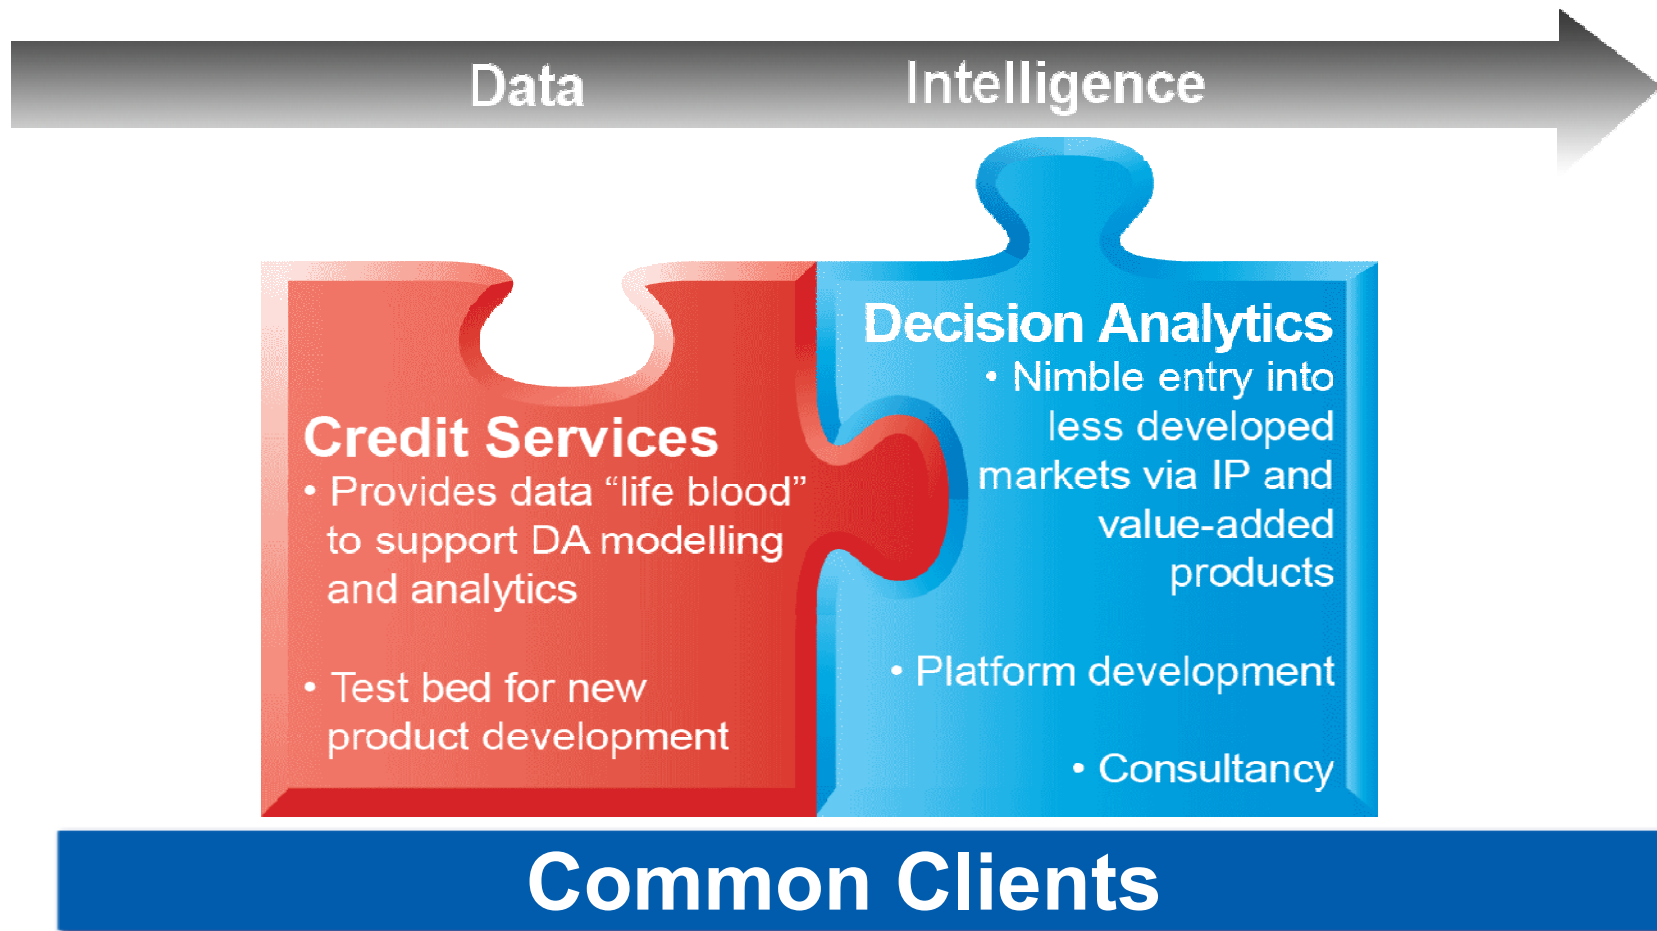 Data
Intelligence
Credit Services
• Provides data “life blood”
to support DA modelling
and analytics
• Test bed for new
product development
Decision Analytics
• Nimble entry into
less developed
markets via IP and
value-added
products
• Platform development
• Consultancy
Common Clients